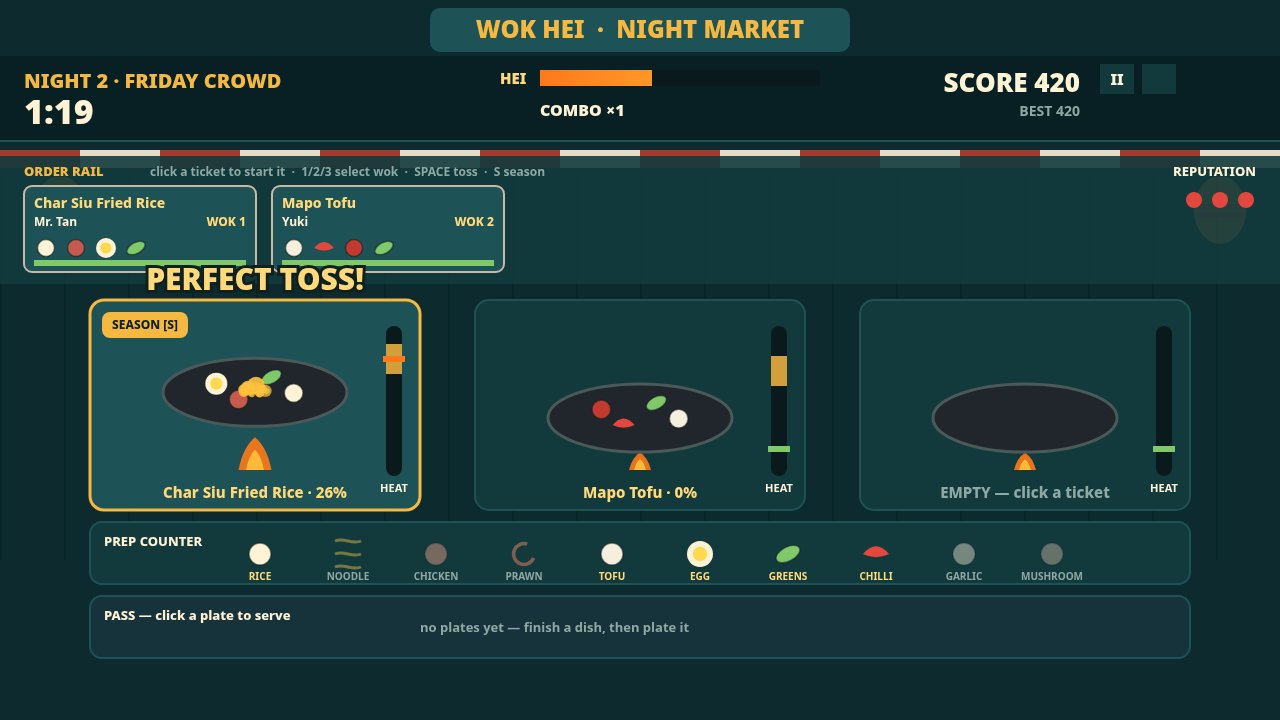 WOK HEI · NIGHT MARKET
NIGHT 2 · FRIDAY CROWD
1:19
HEI
COMBO ×1
SCORE 420
BEST 420
II
ORDER RAIL
click a ticket to start it · 1/2/3 select wok · SPACE toss · S season
REPUTATION
Char Siu Fried Rice
Mr. Tan
WOK 1
Mapo Tofu
Yuki
WOK 2
PERFECT TOSS!
SEASON [S]
Char Siu Fried Rice · 26%
HEAT
Mapo Tofu · 0%
HEAT
EMPTY — click a ticket
HEAT
PREP COUNTER
RICE
NOODLE
CHICKEN
PRAWN
TOFU
EGG
GREENS
CHILLI
GARLIC
MUSHROOM
PASS — click a plate to serve
no plates yet — finish a dish, then plate it